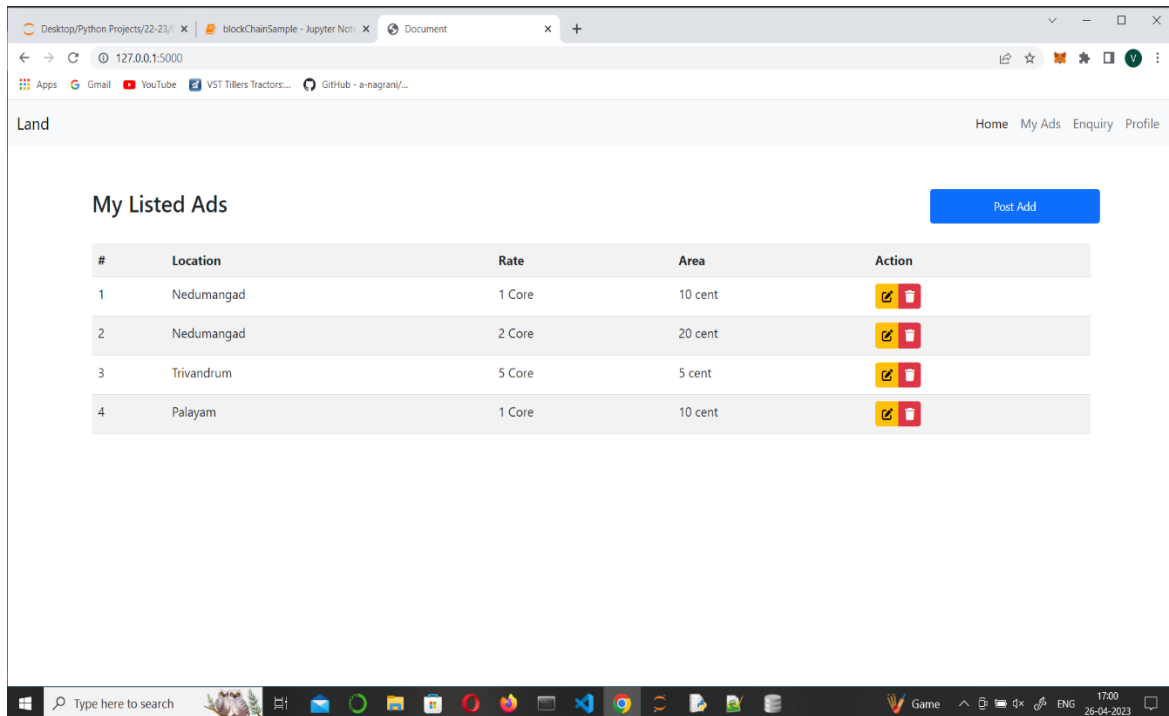 Desktop/Python Projects/22-23/
blockChainSample - Jupyter Note
Document
127.0.0.1:5000
V
Apps
Gmail
YouTube
VST Tillers Tractors:...
GitHub - a-nagrani/...
Land
Home My Ads Enquiry Profile
My Listed Ads
Post Add
# Location Rate Area Action
1 Nedumangad 1 Core 10 cent
2 Nedumangad 2 Core 20 cent
3 Trivandrum 5 Core 5 cent
4 Palayam 1 Core 10 cent
Type here to search
Game
ENG
17:00
26-04-2023